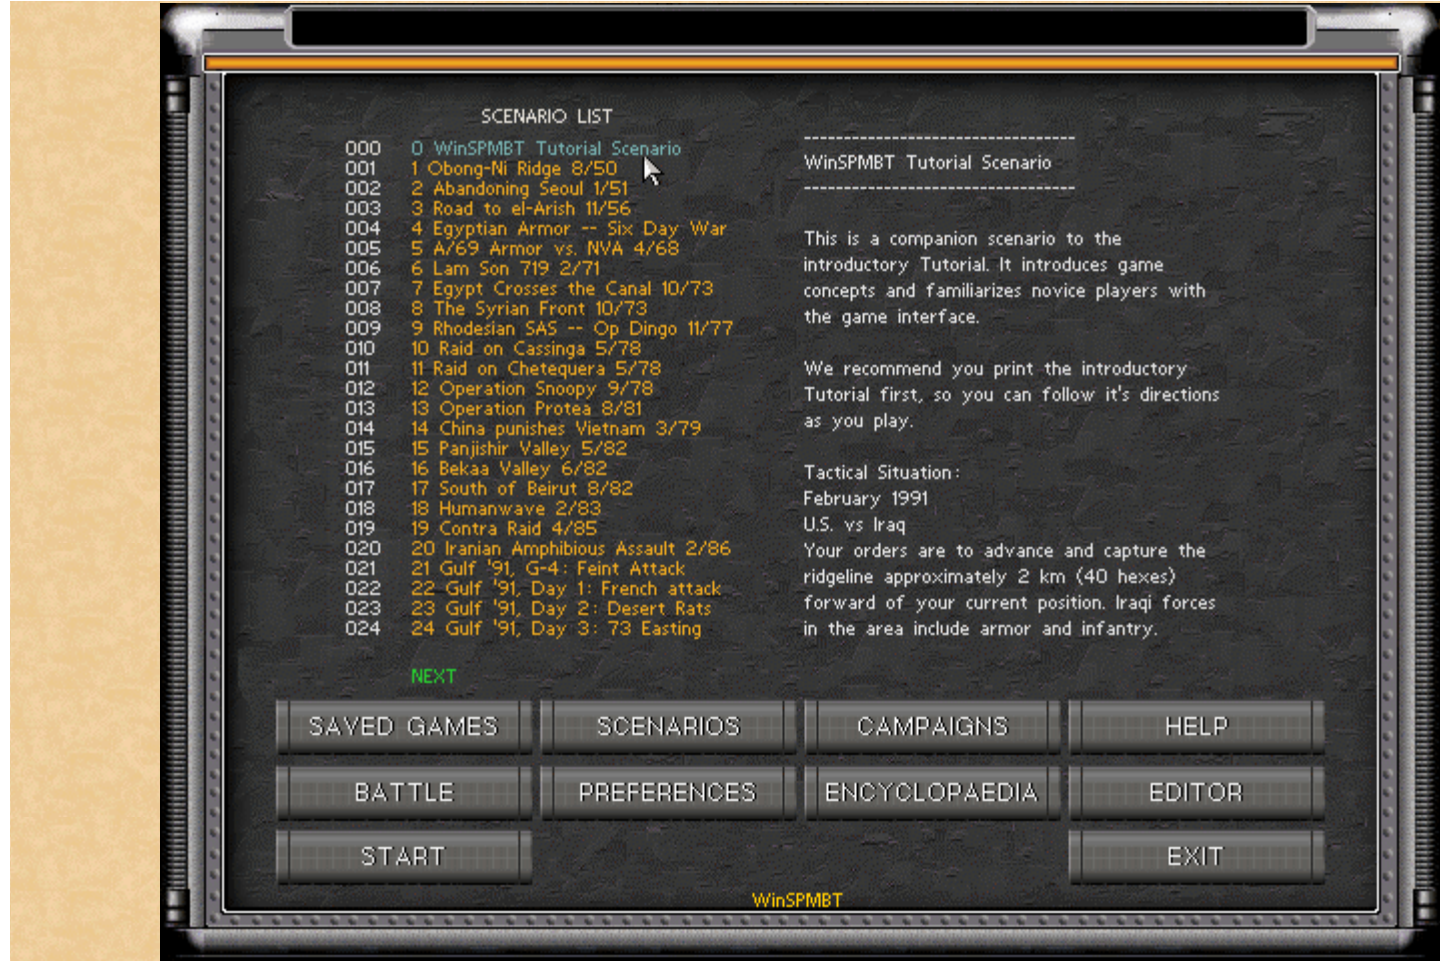 SCENARIO LIST
000 0 WinSPMBT Tutorial Scenario
001 1 Obong-Ni Ridge 8/50
002 2 Abandoning Seoul 1/51
003 3 Road to el-Arish 11/56
004 4 Egyptian Armor -- Six Day War
005 5 A/69 Armor vs. NVA 4/68
006 6 Lam Son 719 2/71
007 7 Egypt Crosses the Canal 10/73
008 8 The Syrian Front 10/73
009 9 Rhodesian SAS -- Op Dingo 11/77
010 10 Raid on Cassinga 5/78
011 11 Raid on Chetequera 5/78
012 12 Operation Snoopy 9/78
013 13 Operation Protea 8/81
014 14 China punishes Vietnam 3/79
015 15 Panjishir Valley 5/82
016 16 Bekaa Valley 6/82
017 17 South of Beirut 8/82
018 18 Humanwave 2/83
019 19 Contra Raid 4/85
020 20 Iranian Amphibious Assault 2/86
021 21 Gulf '91, G-4: Feint Attack
022 22 Gulf '91, Day 1: French attack
023 23 Gulf '91, Day 2: Desert Rats
024 24 Gulf '91, Day 3: 73 Easting
NEXT
----------------------------------
WinSPMBT Tutorial Scenario
----------------------------------
This is a companion scenario to the
introductory Tutorial. It introduces game
concepts and familiarizes novice players with
the game interface.
We recommend you print the introductory
Tutorial first, so you can follow it's directions
as you play.
Tactical Situation:
February 1991
U.S. vs Iraq
Your orders are to advance and capture the
ridgeline approximately 2 km (40 hexes)
forward of your current position. Iraqi forces
in the area include armor and infantry.
SAVED GAMES
SCENARIOS
CAMPAIGNS
HELP
BATTLE
PREFERENCES
ENCYCLOPAEDIA
EDITOR
START
EXIT
WinSPMBT